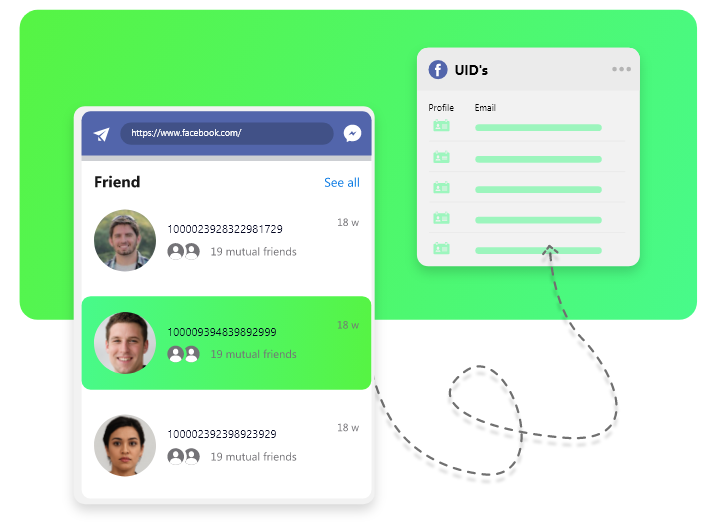 UID's
Profile Email
https://www.facebook.com/
Friend See all
1000023928322981729 18 w
19 mutual friends
100009394839892999 18 w
19 mutual friends
100002392398923929 18 w
19 mutual friends